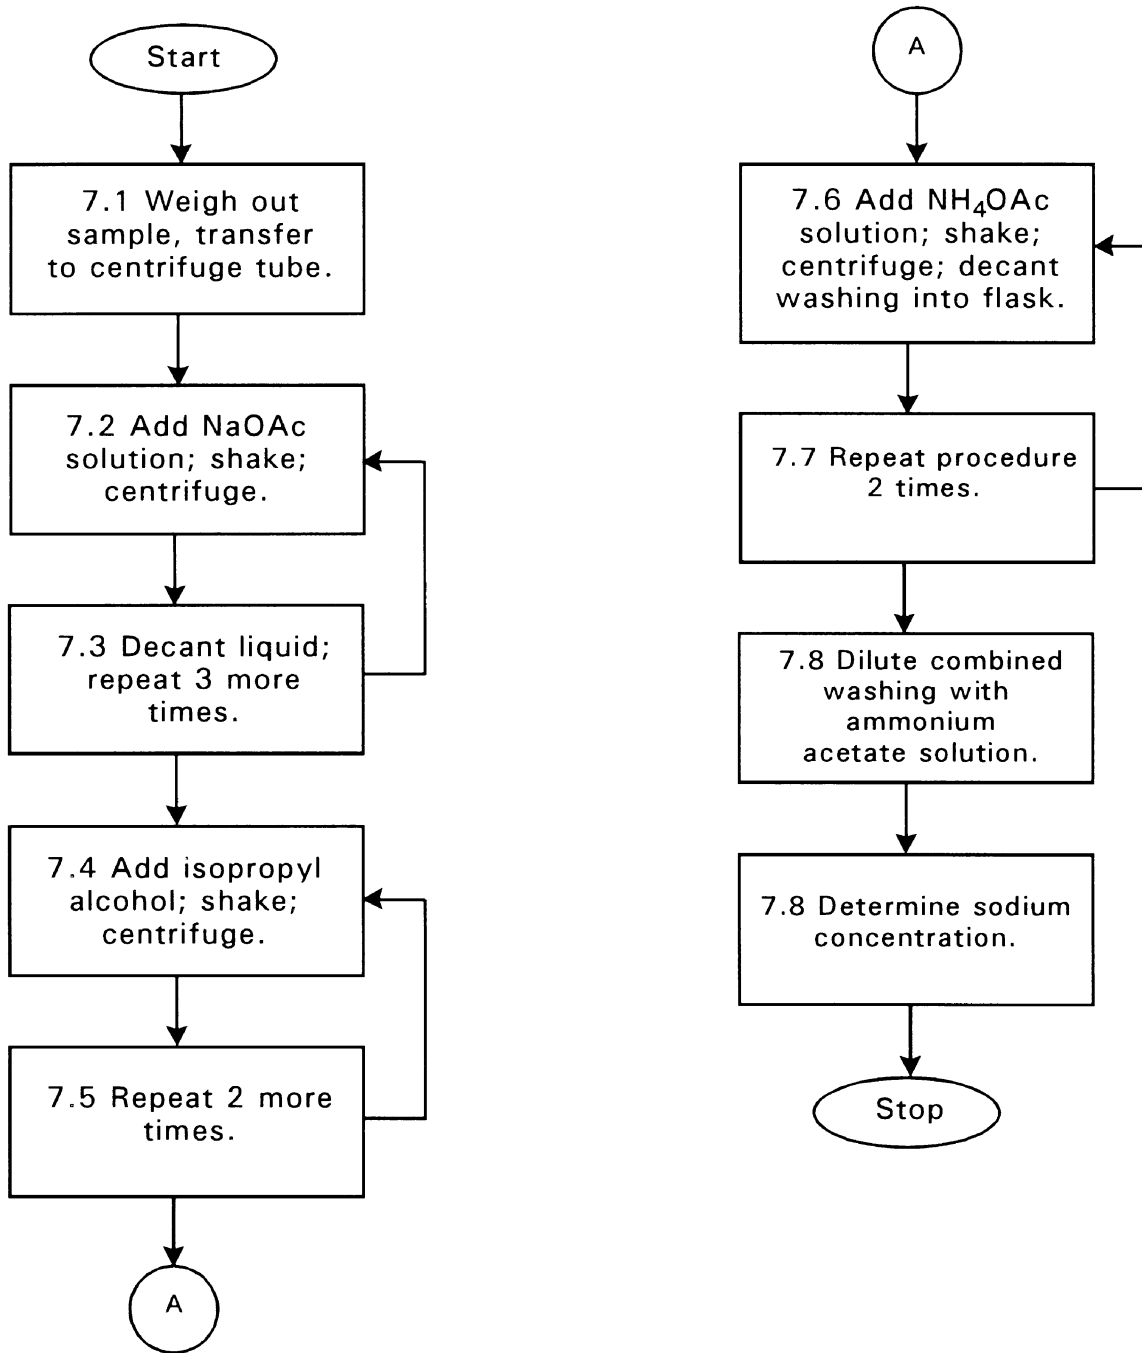 Start
7.1 Weigh out
sample, transfer
to centrifuge tube.
7.2 Add NaOAc
solution; shake;
centrifuge.
7.3 Decant liquid;
repeat 3 more
times.
7.4 Add isopropyl
alcohol; shake;
centrifuge.
7.5 Repeat 2 more
times.
A
A
7.6 Add NH₄OAc
solution; shake;
centrifuge; decant
washing into flask.
7.7 Repeat procedure
2 times.
7.8 Dilute combined
washing with
ammonium
acetate solution.
7.8 Determine sodium
concentration.
Stop